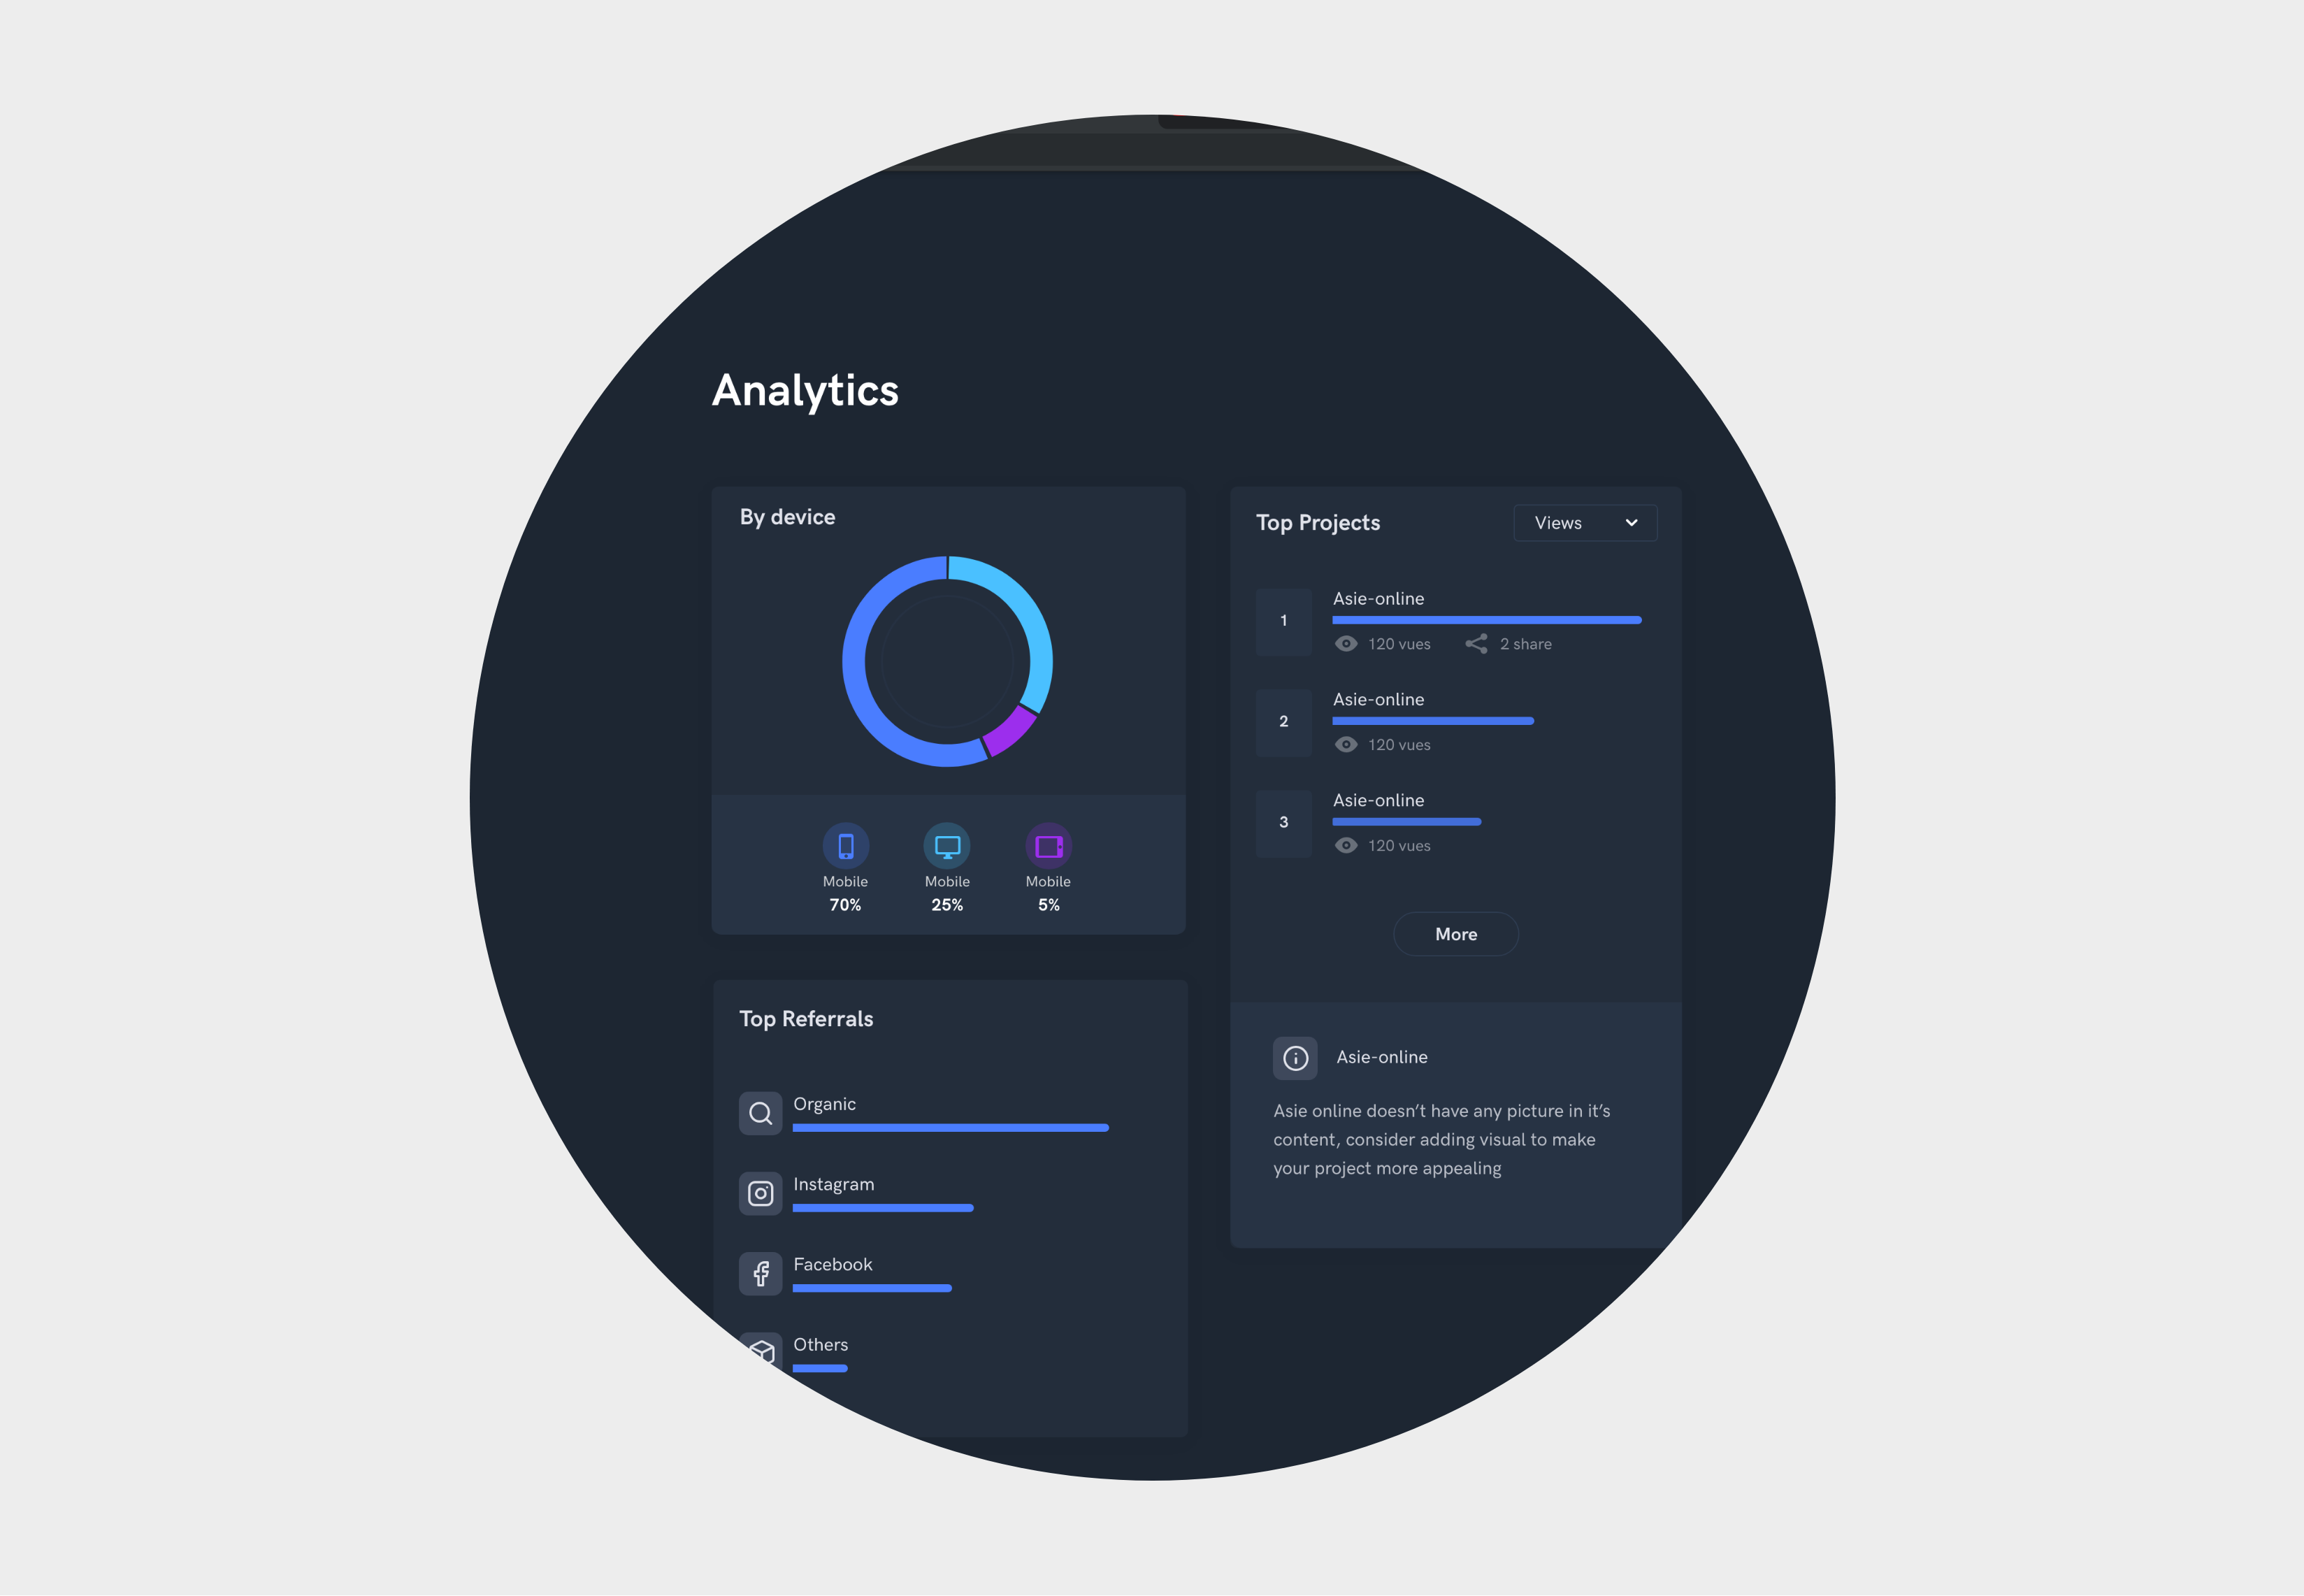 Analytics
By device
Mobile
70%
Mobile
25%
Mobile
5%
Top Projects
Views
1
Asie-online
120 vues
2 share
2
Asie-online
120 vues
3
Asie-online
120 vues
More
Asie-online
Asie online doesn’t have any picture in it’s
content, consider adding visual to make
your project more appealing
Top Referrals
Organic
Instagram
Facebook
Others